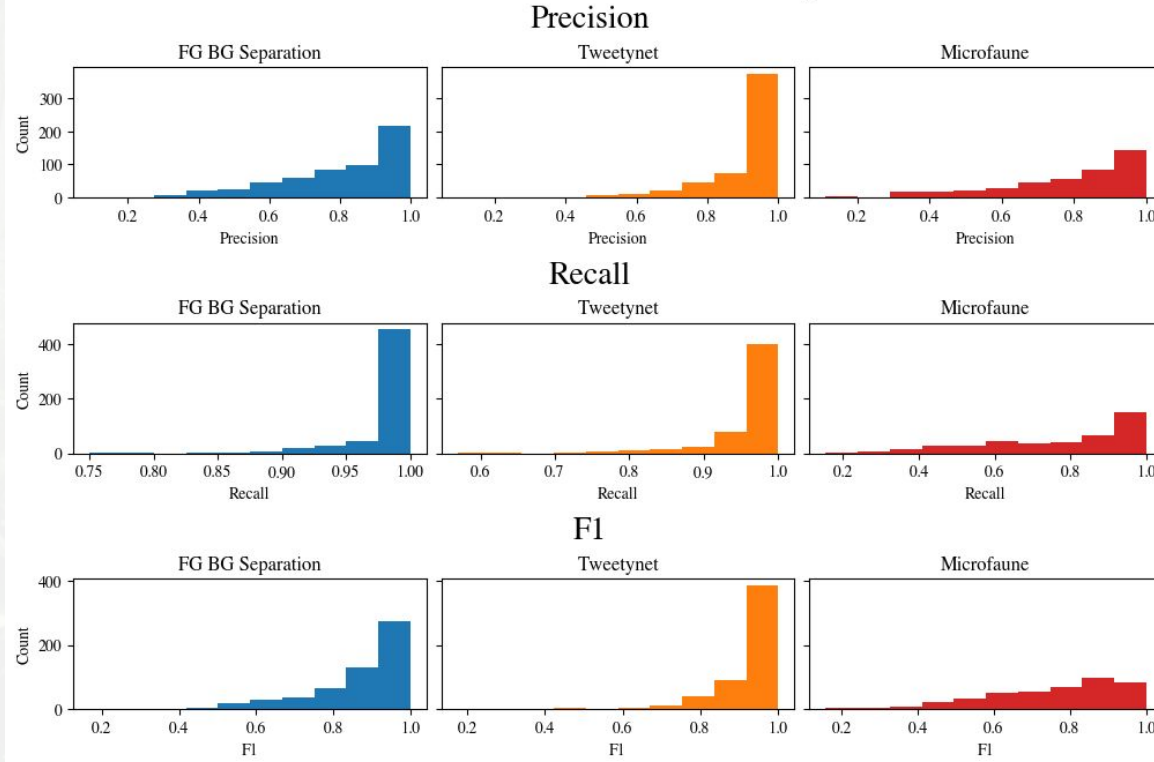 Precision
FG BG Separation Tweetynet Microfaune
Count
300
200
100
0
0.2 0.4 0.6 0.8 1.0 0.2 0.4 0.6 0.8 1.0 0.2 0.4 0.6 0.8 1.0
Precision Precision Precision
Recall
FG BG Separation Tweetynet Microfaune
Count
400
200
0
0.75 0.80 0.85 0.90 0.95 1.00 0.6 0.7 0.8 0.9 1.0 0.2 0.4 0.6 0.8 1.0
Recall Recall Recall
F1
FG BG Separation Tweetynet Microfaune
Count
400
200
0
0.2 0.4 0.6 0.8 1.0 0.2 0.4 0.6 0.8 1.0 0.2 0.4 0.6 0.8 1.0
F1 F1 F1